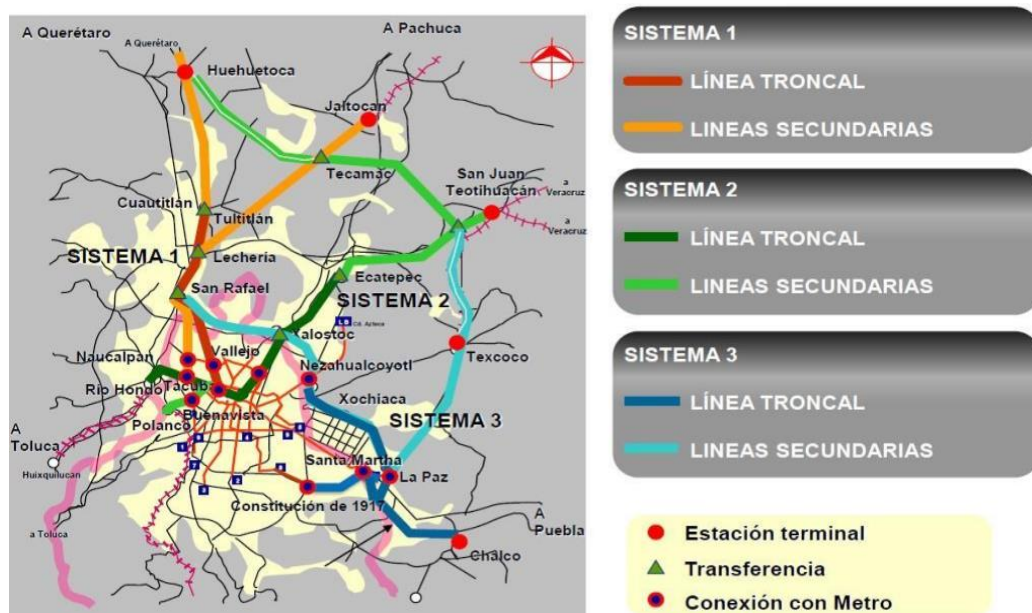 A Querétaro
A Querétaro
A Pachuca
Huehuetoca
Jaltocan
Tecamac
San Juan
Teotihuacán
a
Veracruz
a
Veracruz
Cuautitlán
Tultitlán
SISTEMA 1
Lechería
Ecatepec
San Rafael
SISTEMA 2
Cd. Azteca
Xalostoc
Naucalpan
Vallejo
Nezahualcoyotl
Texcoco
Río Hondo
Tacuba
Xochiaca
Polanco
Buenavista
SISTEMA 3
A
Toluca
Huixquilucan
Santa Martha
La Paz
Constitución de 1917
A
Puebla
a Toluca
Chalco
SISTEMA 1
LÍNEA TRONCAL
LINEAS SECUNDARIAS
SISTEMA 2
LÍNEA TRONCAL
LINEAS SECUNDARIAS
SISTEMA 3
LÍNEA TRONCAL
LINEAS SECUNDARIAS
Estación terminal
Transferencia
Conexión con Metro